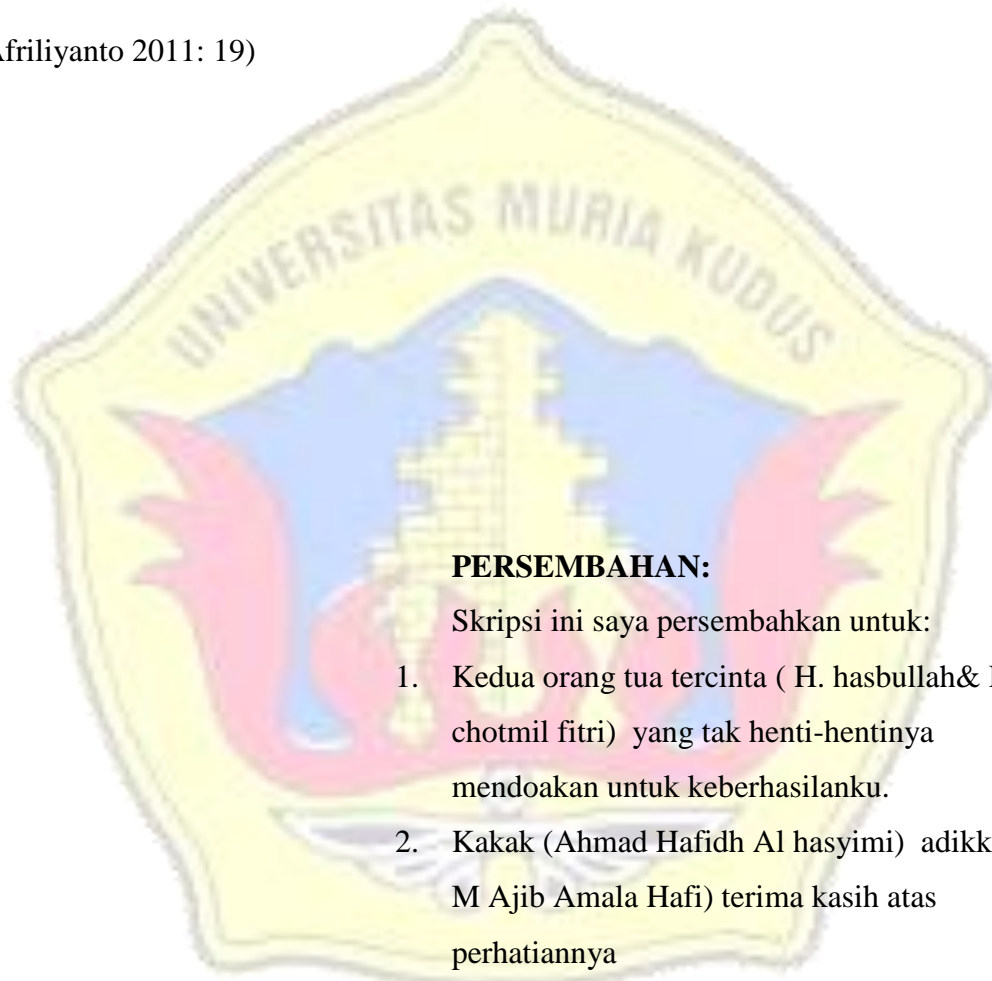 Afriliyanto 2011: 19)
UNIVERSITAS MURIA KUDUS
PERSEMBAHAN:
Skripsi ini saya persembahkan untuk:
1. Kedua orang tua tercinta ( H. hasbullah&
chotmil fitri) yang tak henti-hentinya
mendoakan untuk keberhasilanku.
2. Kakak (Ahmad Hafidh Al hasyimi)
M Ajib Amala Hafi) terima kasih atas
perhatiannya